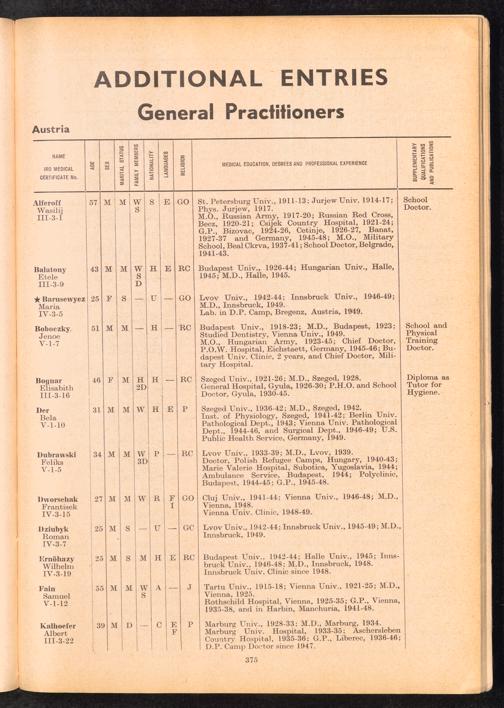 ADDITIONAL ENTRIES
General Practitioners
Austria
NAME
IRO MEDICAL
CERTIFICATE No.
AGE
SEX
MARITAL STATUS
FAMILY MEMBERS
NATIONALITY
LANGUAGES
RELIGION
MEDICAL EDUCATION, DEGREES AND PROFESSIONAL EXPERIENCE
SUPPLEMENTARY
QUALIFICATIONS
AND PUBLICATIONS
Alferoff 57 M M W S E GO St. Petersburg Univ., 1911-13; Jurjew Univ. 1914-17; School
Wasilij S Phys. Jurjew, 1917. Doctor.
III-3-1 M.O., Russian Army, 1917-20; Russian Red Cross,
Becz, 1920-21; Csijek Country Hospital, 1921-24;
G.P., Bizovac, 1924-26, Cetinje, 1926-27, Banat,
1927-37 and Germany, 1945-48; M.O., Military
School, Beal Ckrva, 1937-41; School Doctor, Belgrade,
1941-43.
Balatony 43 M M W H E RC Budapest Univ., 1926-44; Hungarian Univ., Halle,
Etele S 1945; M.D., Halle, 1945.
III-3-9 D
★ Barusewycz 25 F S — U — GO Lvov Univ., 1942-44; Innsbruck Univ., 1946-49;
Maria M.D., Innsbruck, 1949.
IV-3-5 Lab. in D.P. Camp, Bregenz, Austria, 1949.
Boboczky 51 M M — H — RC Budapest Univ., 1918-23; M.D., Budapest, 1923; School and
Jenoe Studied Dentistry, Vienna Univ., 1949. Physical
V-1-7 M.O., Hungarian Army, 1923-45; Chief Doctor, Training
P.O.W. Hospital, Eichstaett, Germany, 1945-46; Bu- Doctor.
dapest Univ. Clinic, 2 years, and Chief Doctor, Mili-
tary Hospital.
Bognar 46 F M H H — RC Szeged Univ., 1921-26; M.D., Szeged, 1928. Diploma as
Elisabith 2D General Hospital, Gyula, 1926-30; P.H.O. and School Tutor for
III-3-16 Doctor, Gyula, 1930-45. Hygiene.
Der 31 M M W H E P Szeged Univ., 1936-42; M.D., Szeged, 1942.
Bela Inst. of Physiology, Szeged, 1941-42; Berlin Univ.
V-1-10 Pathological Dept., 1943; Vienna Univ. Pathological
Dept., 1944-46, and Surgical Dept., 1946-49; U.S.
Public Health Service, Germany, 1949.
Dubrawski 34 M M W P — RC Lvov Univ., 1933-39; M.D., Lvov, 1939.
Feliks 3D Doctor, Polish Refugee Camps, Hungary, 1940-43;
V-1-5 Marie Valerie Hospital, Subotica, Yugoslavia, 1944;
Ambulance Service, Budapest, 1944; Polyclinic,
Budapest, 1944-45; G.P., 1945-48.
Dworschak 27 M M W R F GO Cluj Univ., 1941-44; Vienna Univ., 1946-48; M.D.,
Frantisek I Vienna, 1948.
IV-3-15 Vienna Univ. Clinic, 1948-49.
Dziubyk 25 M S — U — GC Lvov Univ., 1942-44; Innsbruck Univ., 1945-49; M.D.,
Roman Innsbruck, 1949.
IV-3-7
Ernöhazy 25 M S M H E RC Budapest Univ., 1942-44; Halle Univ., 1945; Inns-
Wilhelm bruck Univ., 1946-48; M.D., Innsbruck, 1948.
IV-3-19 Innsbruck Univ. Clinic since 1948.
Fain 55 M M W A — J Tartu Univ., 1915-18; Vienna Univ., 1921-25; M.D.,
Samuel S Vienna, 1925.
V-1-12 Rothschild Hospital, Vienna, 1925-35; G.P., Vienna,
1935-38, and in Harbin, Manchuria, 1941-48.
Kalhoefer 39 M D — C E P Marburg Univ., 1928-33; M.D., Marburg, 1934.
Albert F Marburg Univ. Hospital, 1933-35; Aschersleben
III-3-22 Country Hospital, 1935-36; G.P., Liberec, 1936-46;
D.P. Camp Doctor since 1947.
375